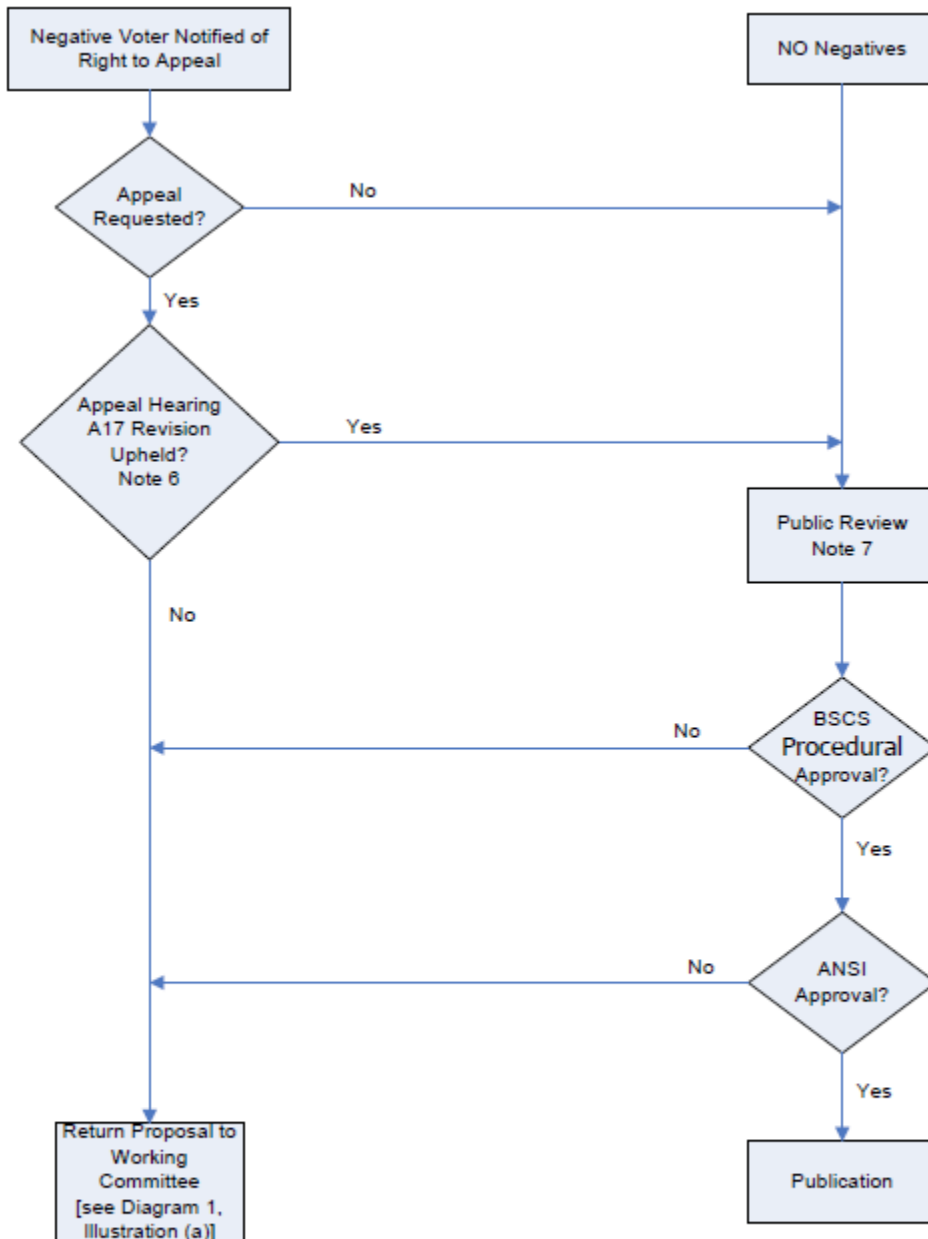 Negative Voter Notified of
Right to Appeal
NO Negatives
Appeal
Requested?
No
Yes
Appeal Hearing
A17 Revision
Upheld?
Note 6
Yes
Public Review
Note 7
No
BSCS
Procedural
Approval?
No
Yes
ANSI
Approval?
No
Yes
Return Proposal to
Working
Committee
[see Diagram 1,
Illustration (a)]
Publication